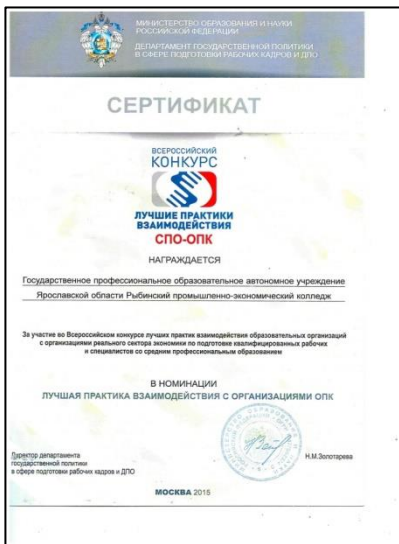 МИНИСТЕРСТВО ОБРАЗОВАНИЯ И НАУКИ
РОССИЙСКОЙ ФЕДЕРАЦИИ
ДЕПАРТАМЕНТ ГОСУДАРСТВЕННОЙ ПОЛИТИКИ
В СФЕРЕ ПОДГОТОВКИ РАБОЧИХ КАДРОВ И ДПО
СЕРТИФИКАТ
ВСЕРОССИЙСКИЙ
КОНКУРС
ЛУЧШИЕ ПРАКТИКИ
ВЗАИМОДЕЙСТВИЯ
СПО-ОПК
НАГРАЖДАЕТСЯ
Государственное профессиональное образовательное автономное учреждение
Ярославской области Рыбинский промышленно-экономический колледж
За участие во Всероссийском конкурсе лучших практик взаимодействия образовательных организаций
с организациями реального сектора экономики по подготовке квалифицированных рабочих
и специалистов со средним профессиональным образованием
В НОМИНАЦИИ
ЛУЧШАЯ ПРАКТИКА ВЗАИМОДЕЙСТВИЯ С ОРГАНИЗАЦИЯМИ ОПК
Директор департамента
государственной политики
в сфере подготовки рабочих кадров и ДПО
Н.М.Золотарева
МОСКВА 2015